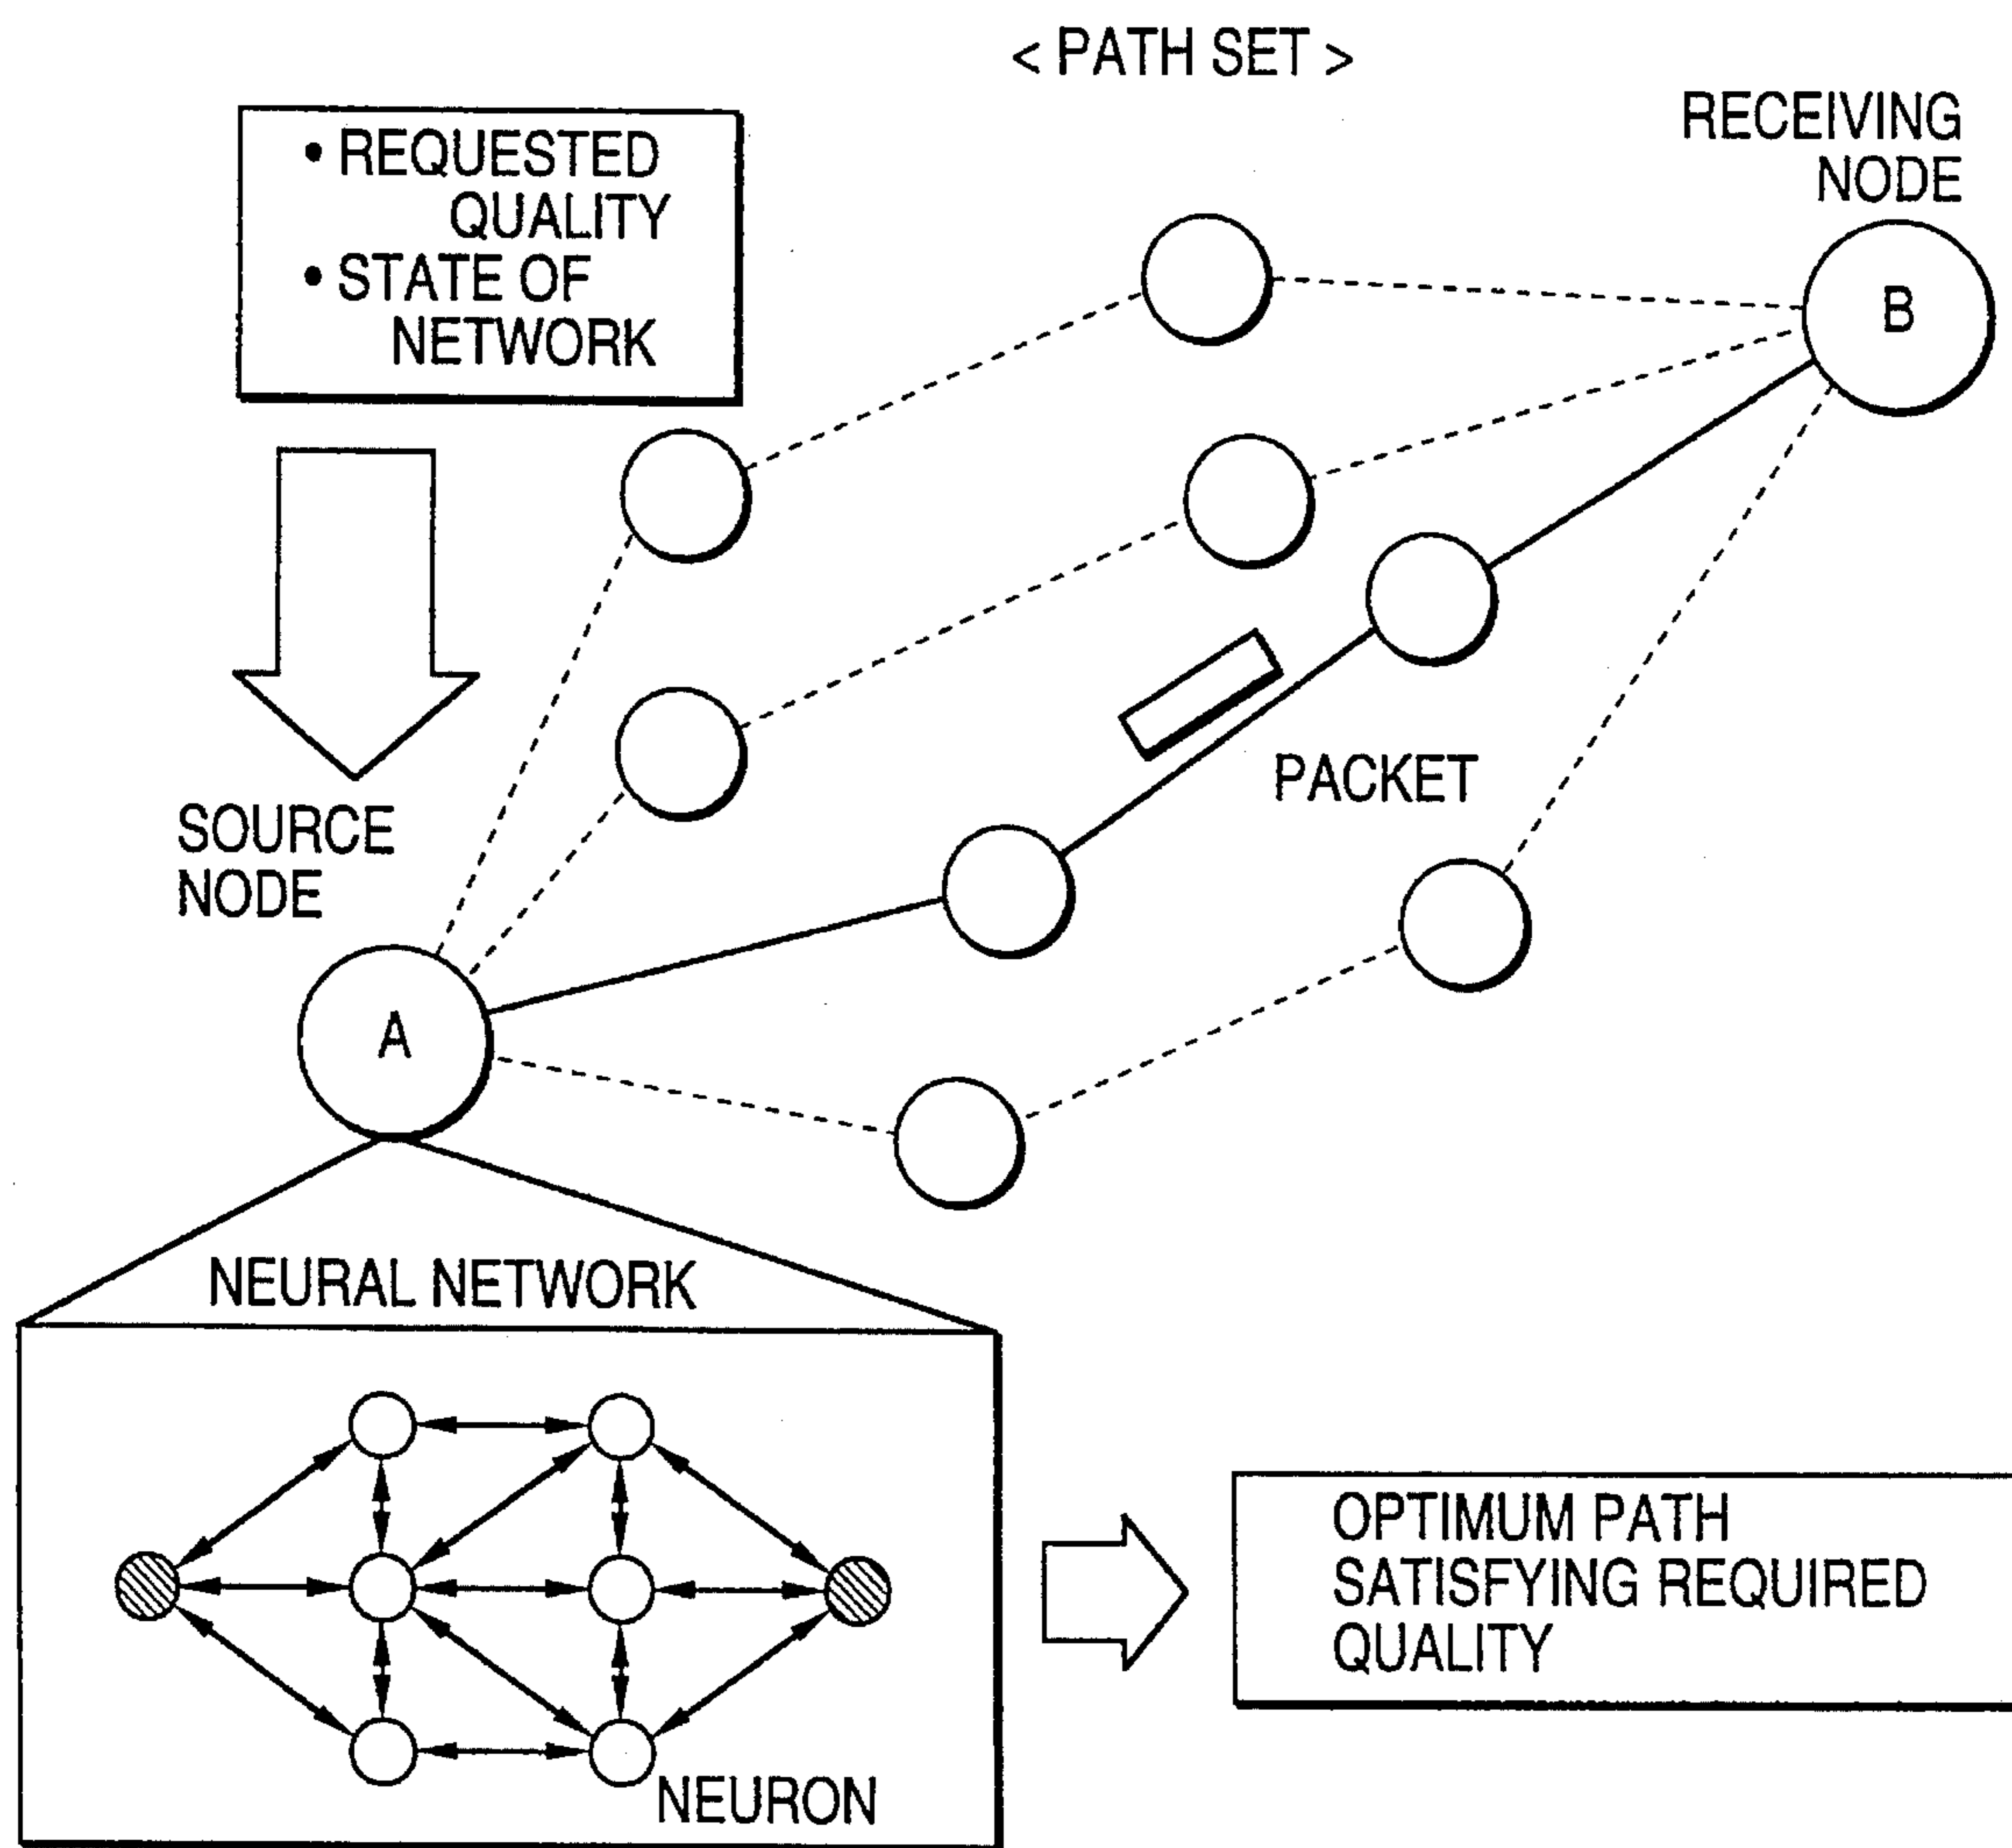 < PATH SET >
• REQUESTED
QUALITY
• STATE OF
NETWORK
RECEIVING
NODE
B
PACKET
SOURCE
NODE
A
NEURAL NETWORK
NEURON
OPTIMUM PATH
SATISFYING REQUIRED
QUALITY